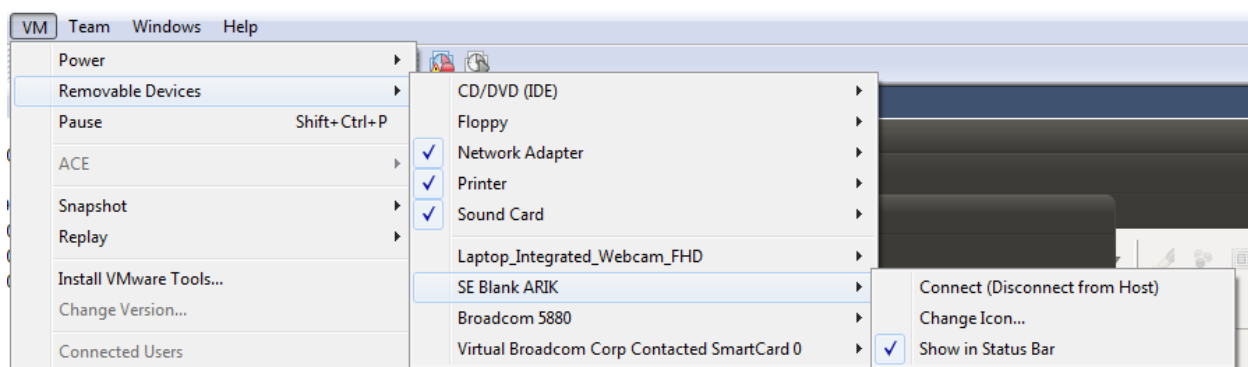 VM Team Windows Help
Power
Removable Devices
Pause Shift+Ctrl+P
ACE
Snapshot
Replay
Install VMware Tools...
Change Version...
Connected Users
CD/DVD (IDE)
Floppy
Network Adapter
Printer
Sound Card
Laptop_Integrated_Webcam_FHD
SE Blank ARIK
Broadcom 5880
Virtual Broadcom Corp Contacted SmartCard 0
Connect (Disconnect from Host)
Change Icon...
Show in Status Bar